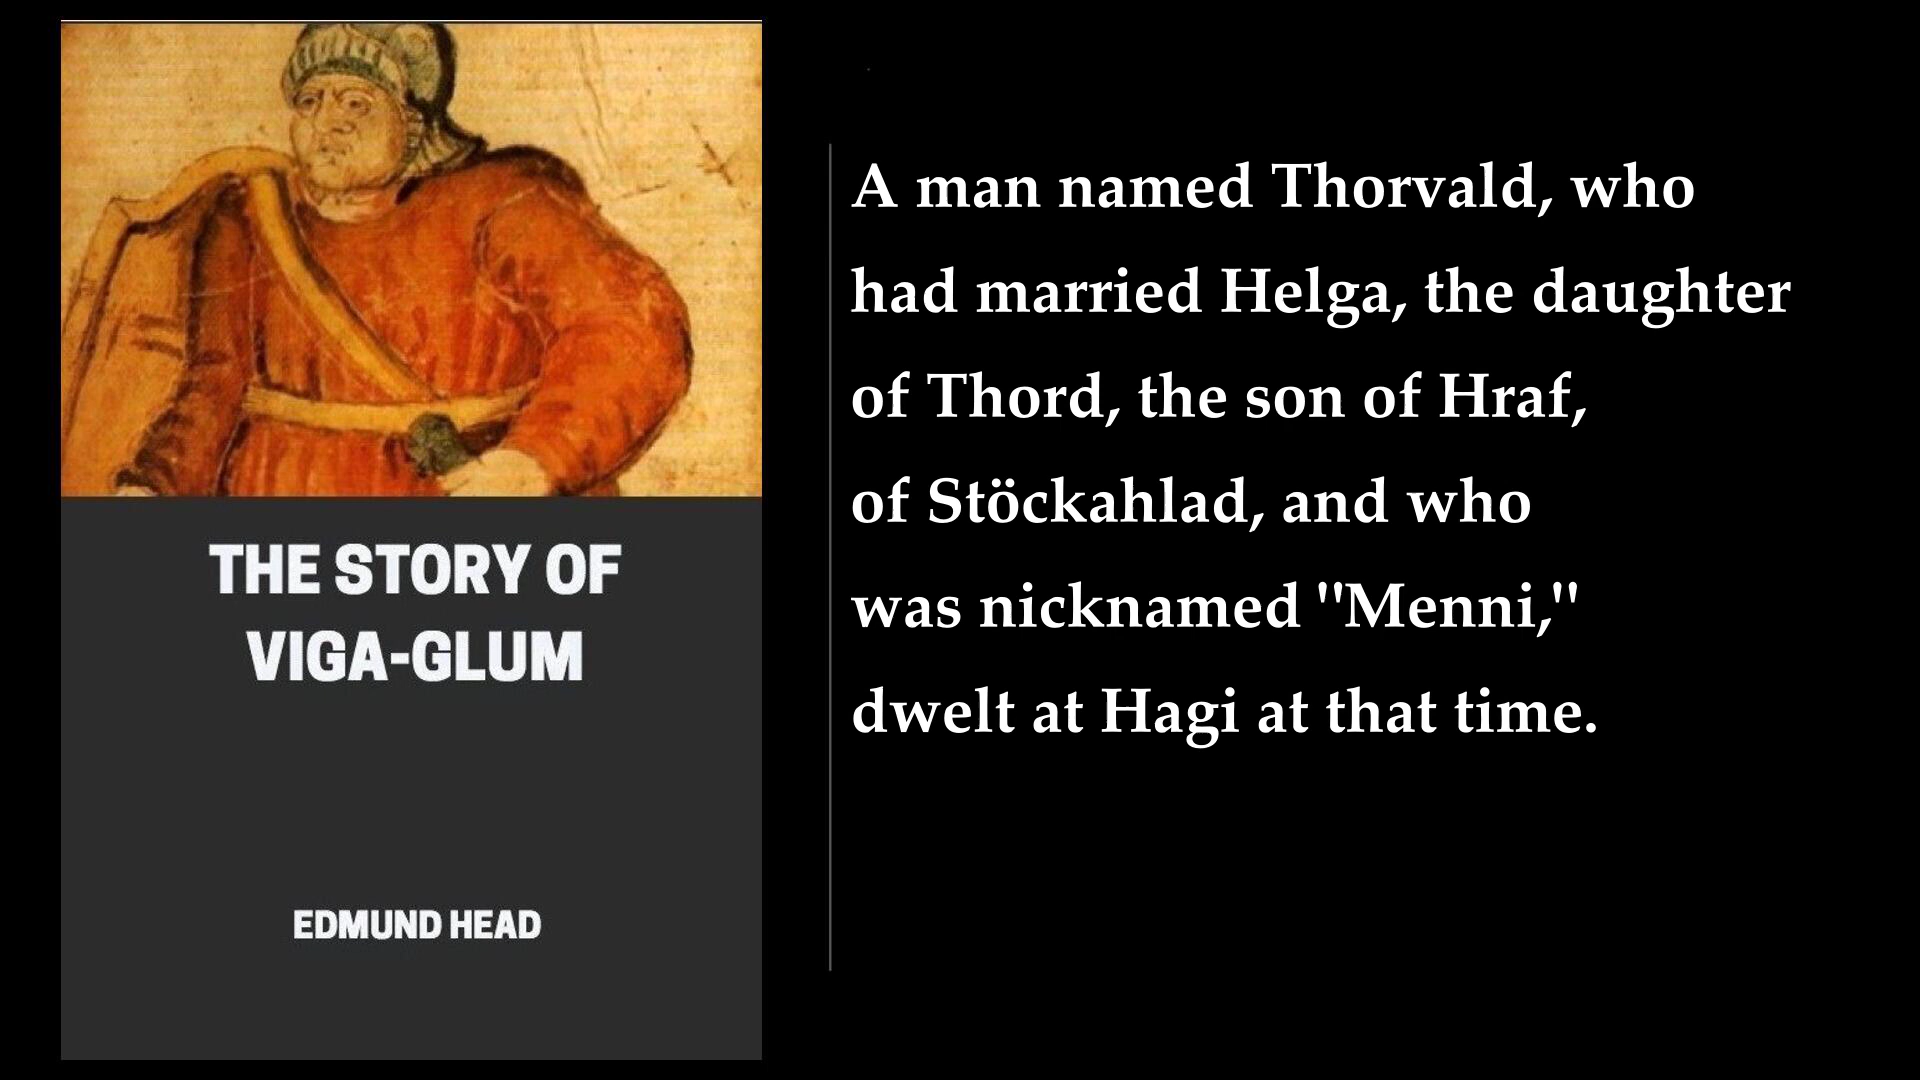 THE STORY OF
VIGA-GLUM
EDMUND HEAD
A man named Thorvald, who
had married Helga, the daughter
of Thord, the son of Hraf,
of Stöckahlad, and who
was nicknamed "Menni,"
dwelt at Hagi at that time.